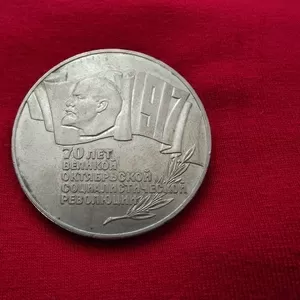 1917
70 ЛЕТ
ВЕЛИКОЙ
ОКТЯБРЬСКОЙ
СОЦИАЛИСТИЧЕСКОЙ
РЕВОЛЮЦИИ